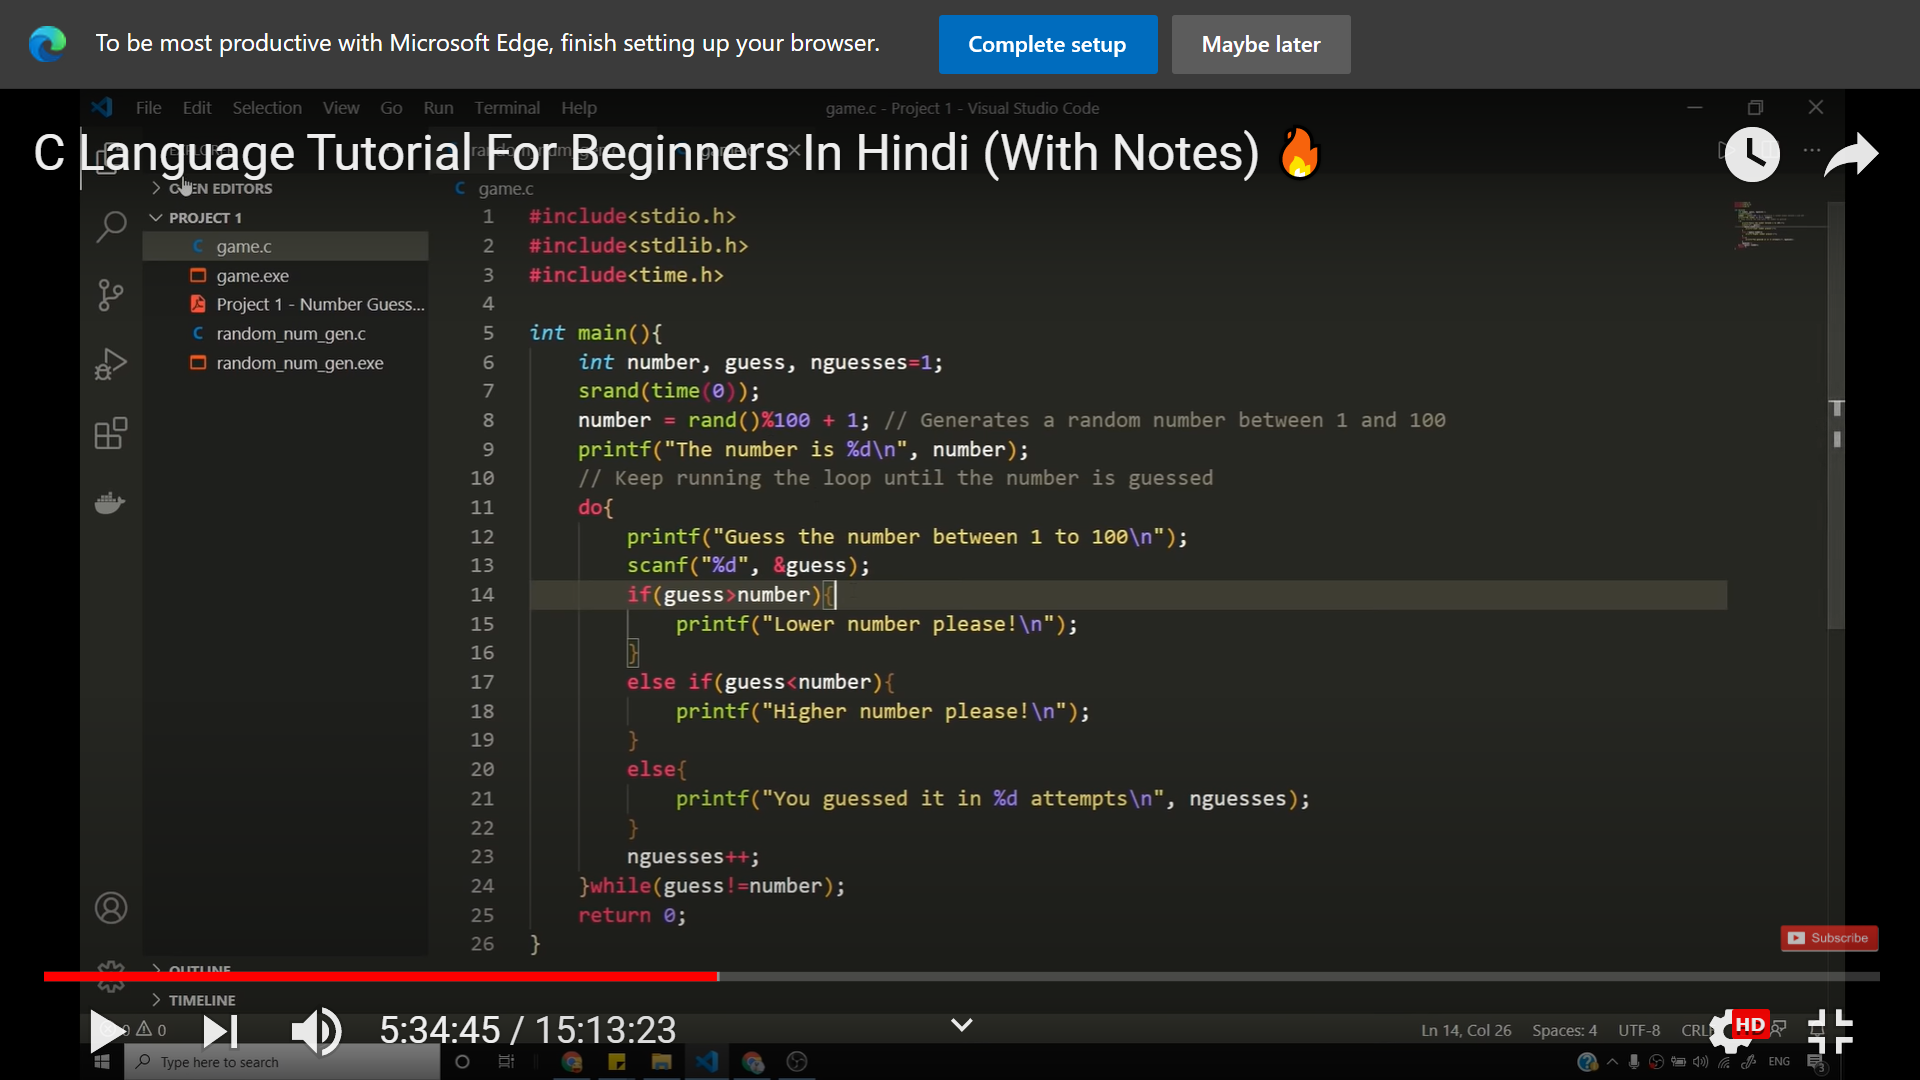 To be most productive with Microsoft Edge, finish setting up your browser.
Complete setup
Maybe later
File Edit Selection View Go Run Terminal Help
game.c - Project 1 - Visual Studio Code
C Language Tutorial For Beginners In Hindi (With Notes) 🔥
OPEN EDITORS
PROJECT 1
game.c
game.exe
Project 1 - Number Guess...
random_num_gen.c
random_num_gen.exe
game.c
1 #include<stdio.h>
2 #include<stdlib.h>
3 #include<time.h>
4
5 int main(){
6 int number, guess, nguesses=1;
7 srand(time(0));
8 number = rand()%100 + 1; // Generates a random number between 1 and 100
9 printf("The number is %d\n", number);
10 // Keep running the loop until the number is guessed
11 do{
12 printf("Guess the number between 1 to 100\n");
13 scanf("%d", &guess);
14 if(guess>number){
15 printf("Lower number please!\n");
16 }
17 else if(guess<number){
18 printf("Higher number please!\n");
19 }
20 else{
21 printf("You guessed it in %d attempts\n", nguesses);
22 }
23 nguesses++;
24 }while(guess!=number);
25 return 0;
26 }
Subscribe
OUTLINE
TIMELINE
0 0
5:34:45 / 15:13:23
Ln 14, Col 26 Spaces: 4 UTF-8
HD
Type here to search
ENG
3